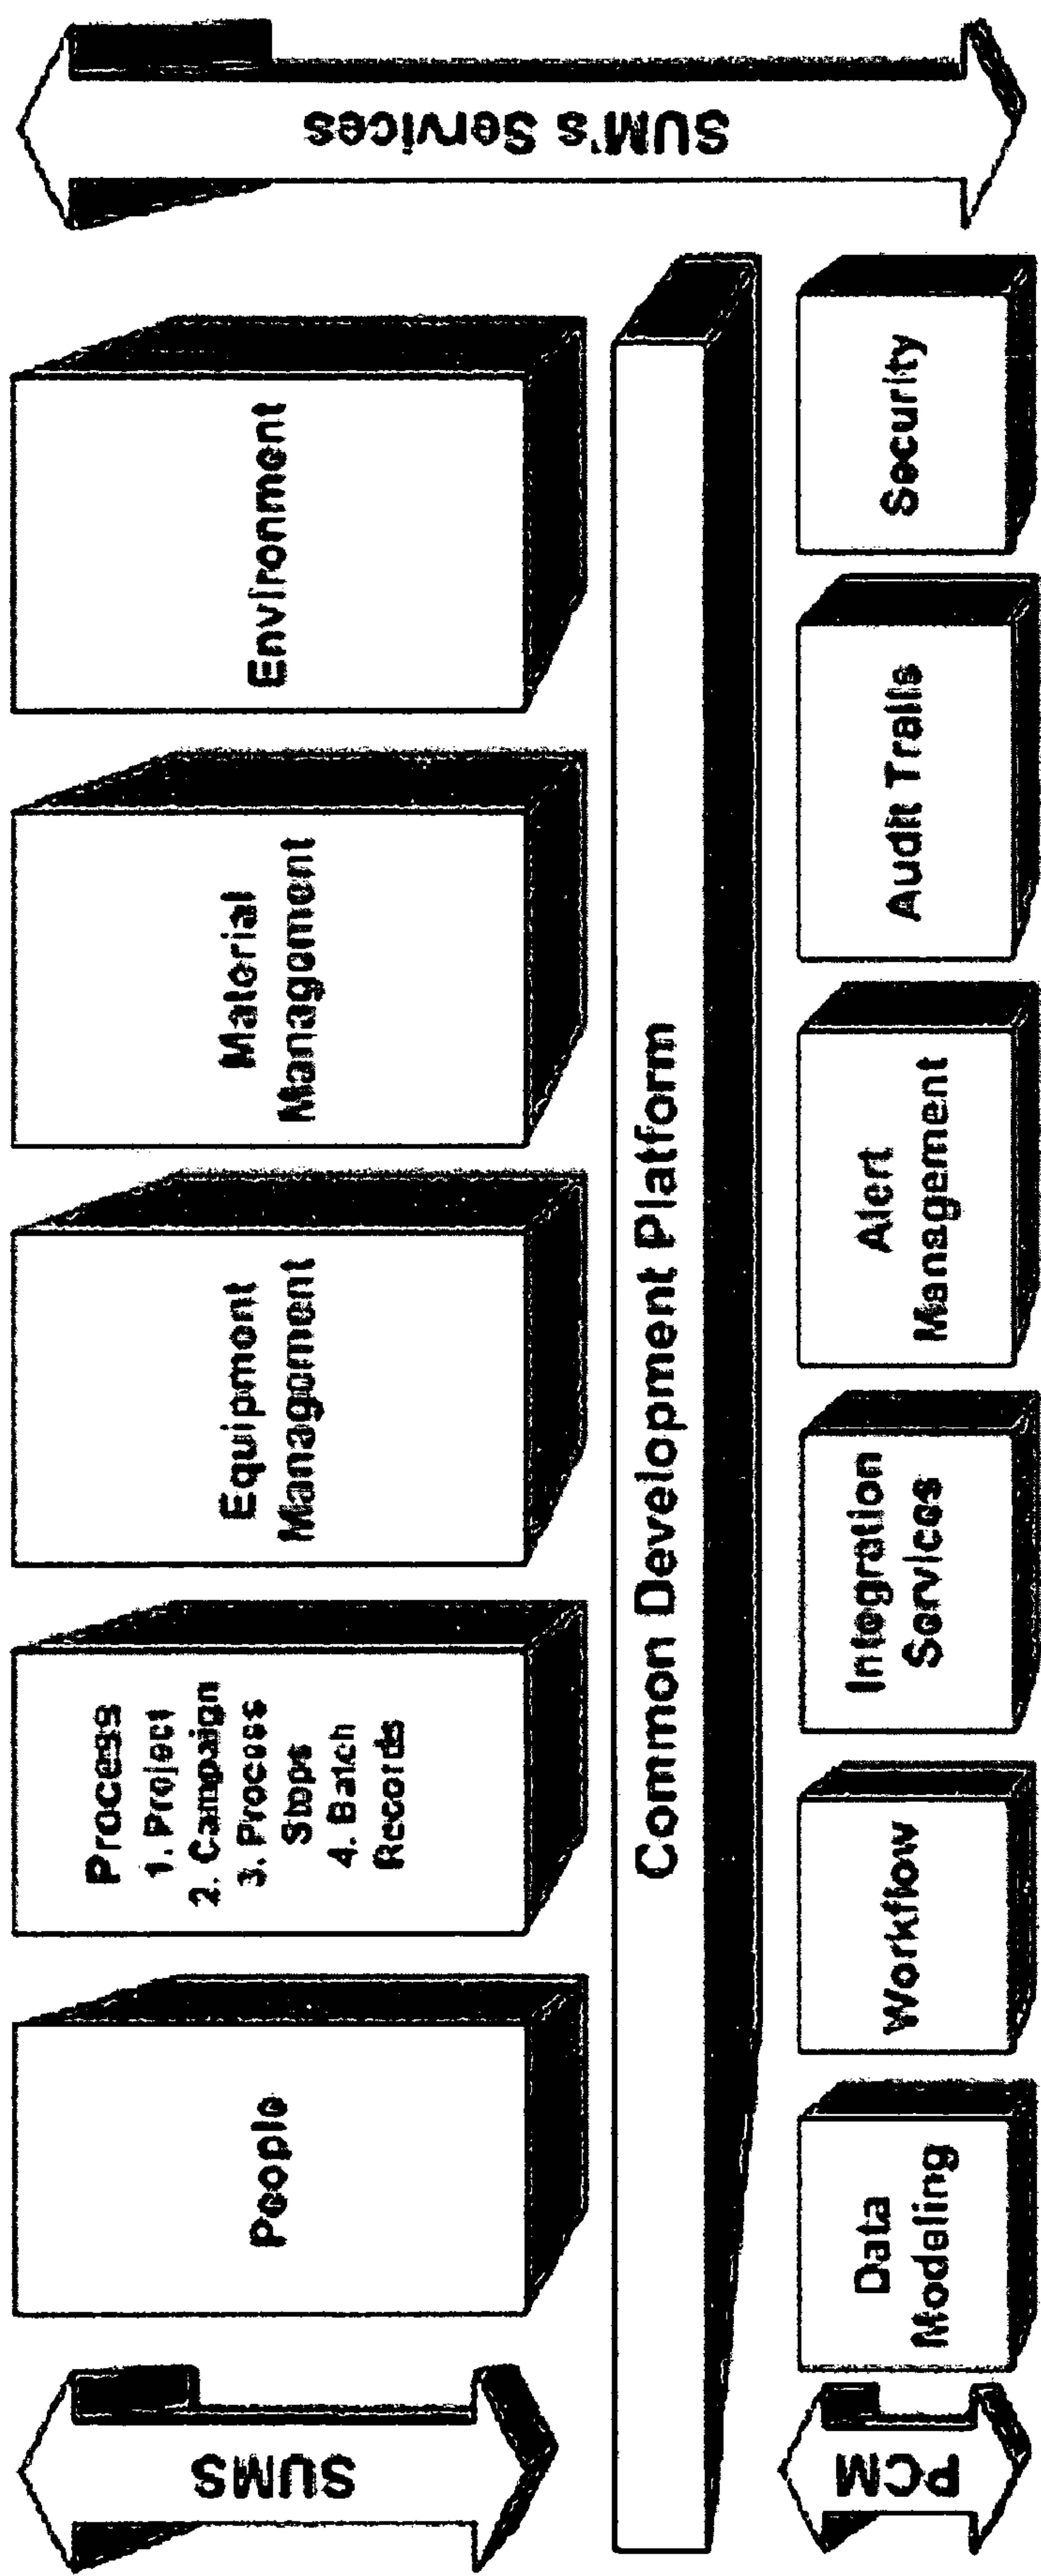 SUMS
People
Process
1. Project
2. Campaign
3. Process
Steps
4. Batch
Records
Equipment
Management
Material
Management
Environment
Common Development Platform
PCM
Data
Modeling
Workflow
Integration
Services
Alert
Management
Audit Trails
Security
SUM's Services